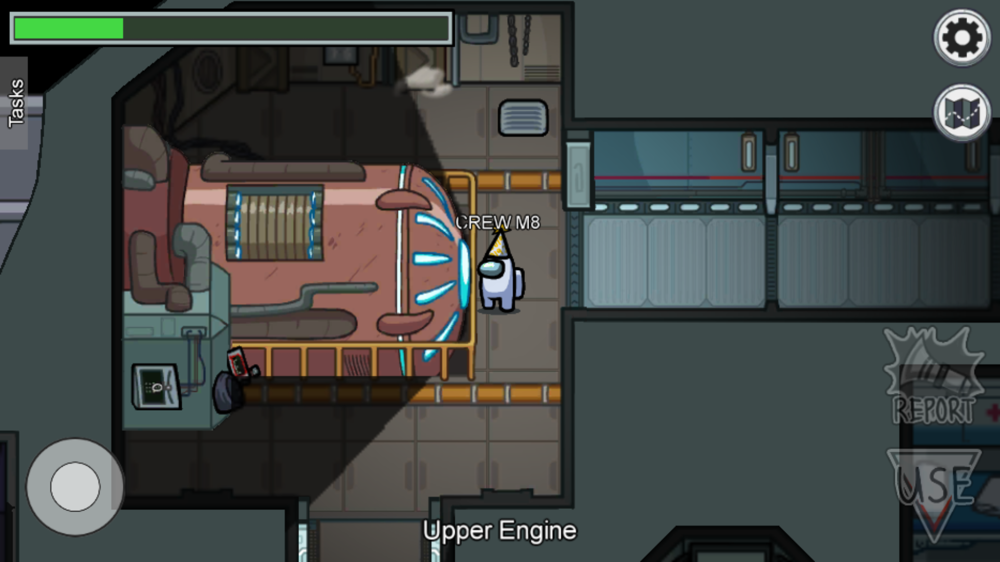 Tasks
CREW M8
REPORT
USE
Upper Engine